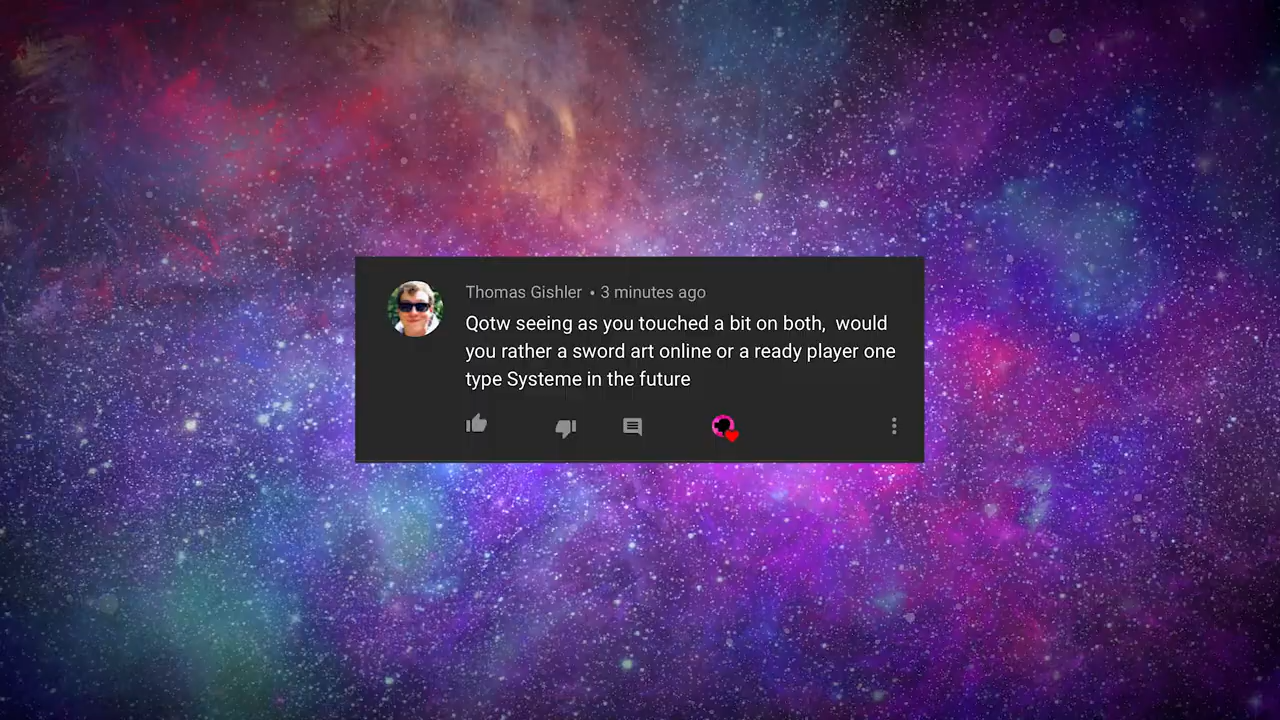 Thomas Gishler • 3 minutes ago
Qotw seeing as you touched a bit on both,  would
you rather a sword art online or a ready player one
type Systeme in the future